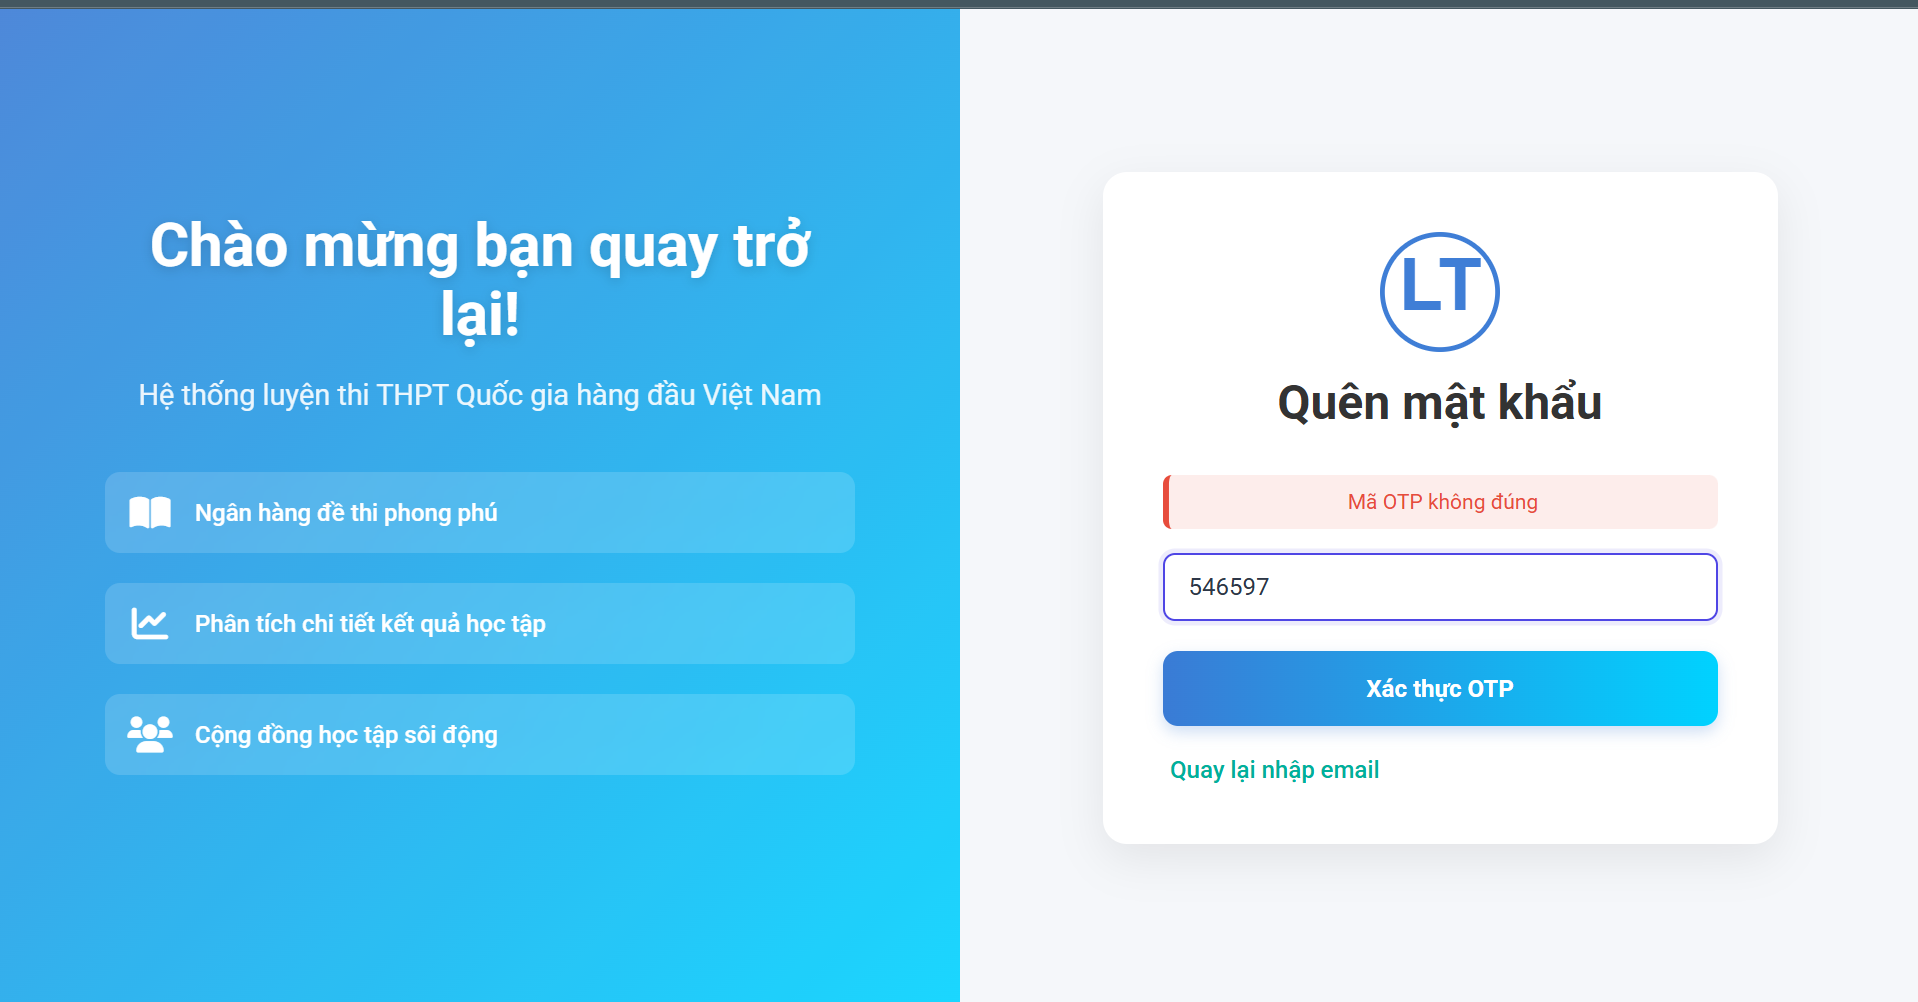 Chào mừng bạn quay trở
lại!
Hệ thống luyện thi THPT Quốc gia hàng đầu Việt Nam
Ngân hàng đề thi phong phú
Phân tích chi tiết kết quả học tập
Cộng đồng học tập sôi động
LT
Quên mật khẩu
Mã OTP không đúng
546597
Xác thực OTP
Quay lại nhập email